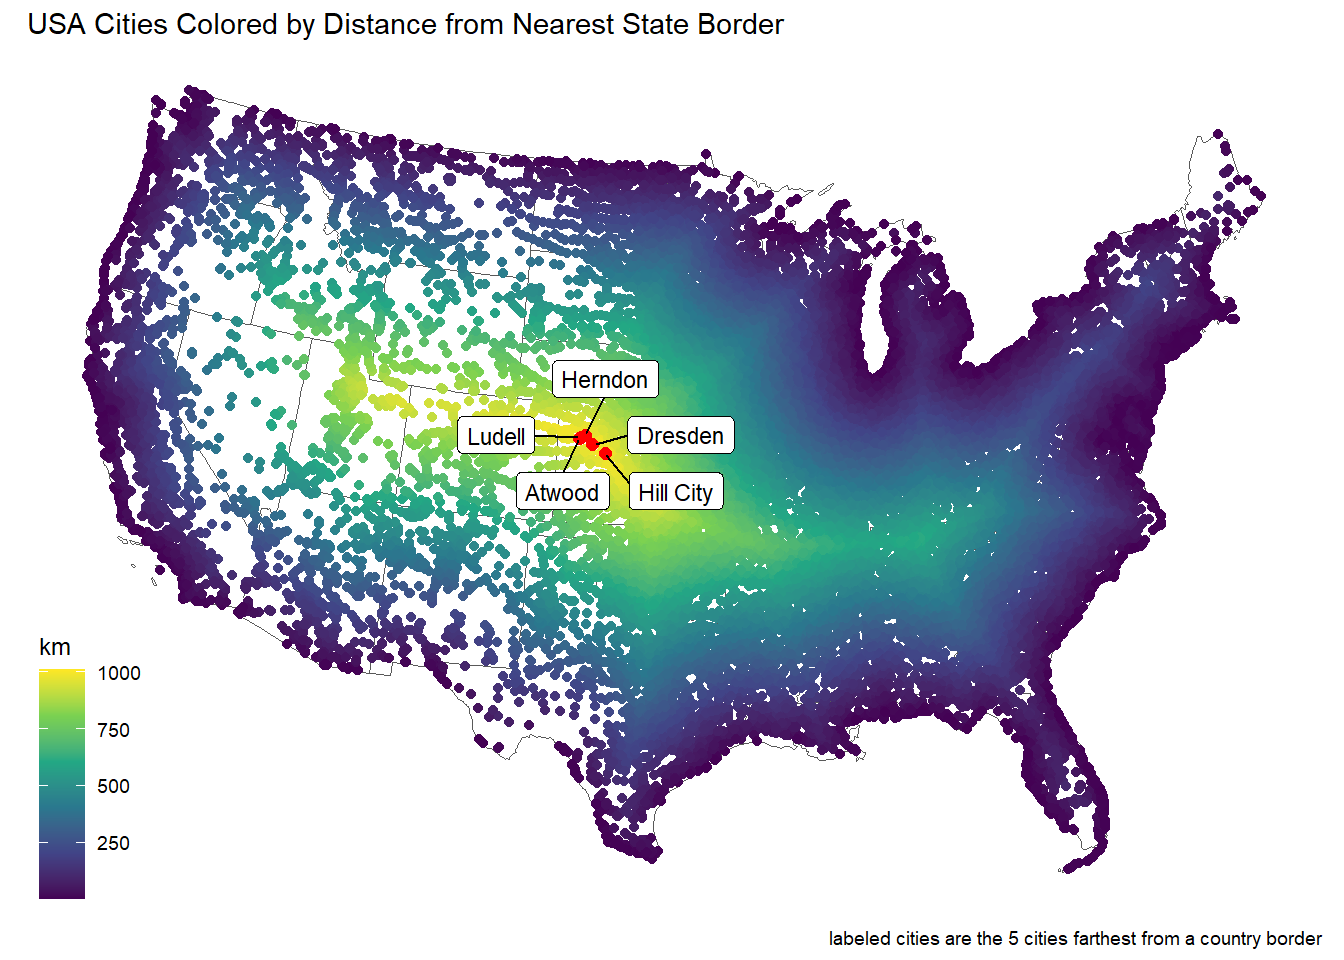 USA Cities Colored by Distance from Nearest State Border
Herndon
Ludell
Dresden
Atwood
Hill City
km
1000
750
500
250
labeled cities are the 5 cities farthest from a country border